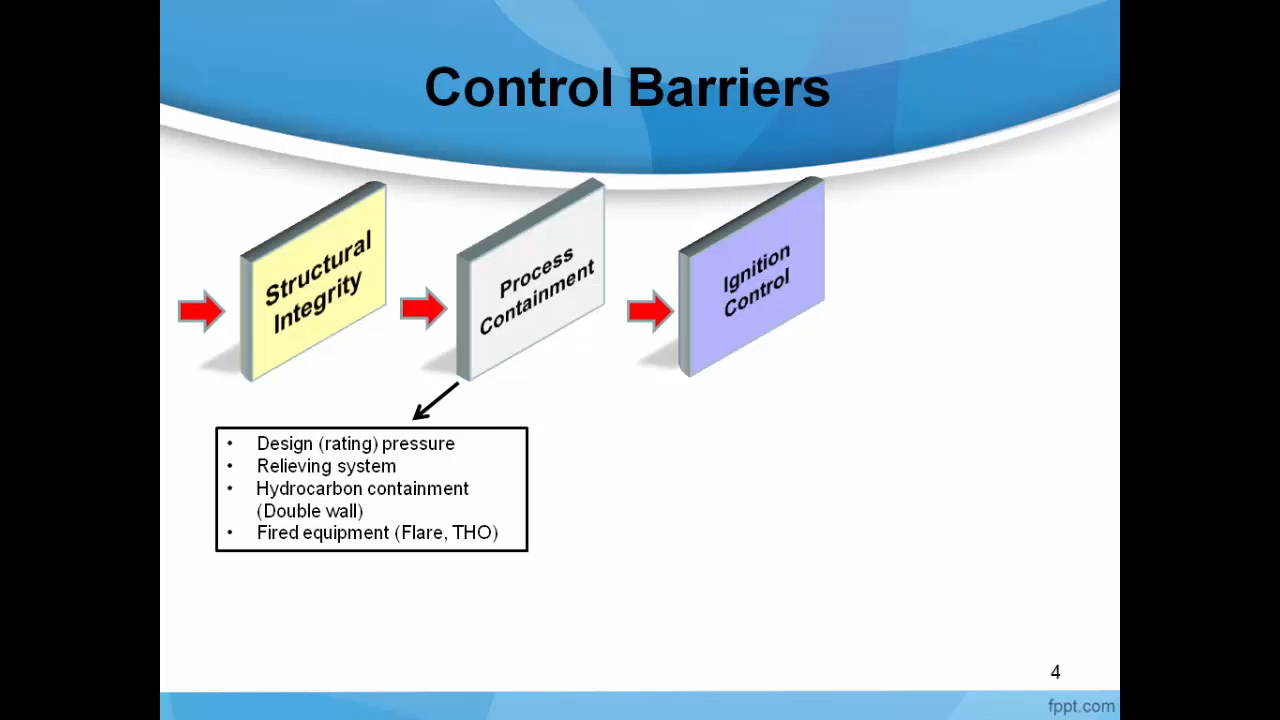 Control Barriers
Structural
Integrity
Process
Containment
Ignition
Control
• Design (rating) pressure
• Relieving system
• Hydrocarbon containment
(Double wall)
• Fired equipment (Flare, THO)
4
fppt.com